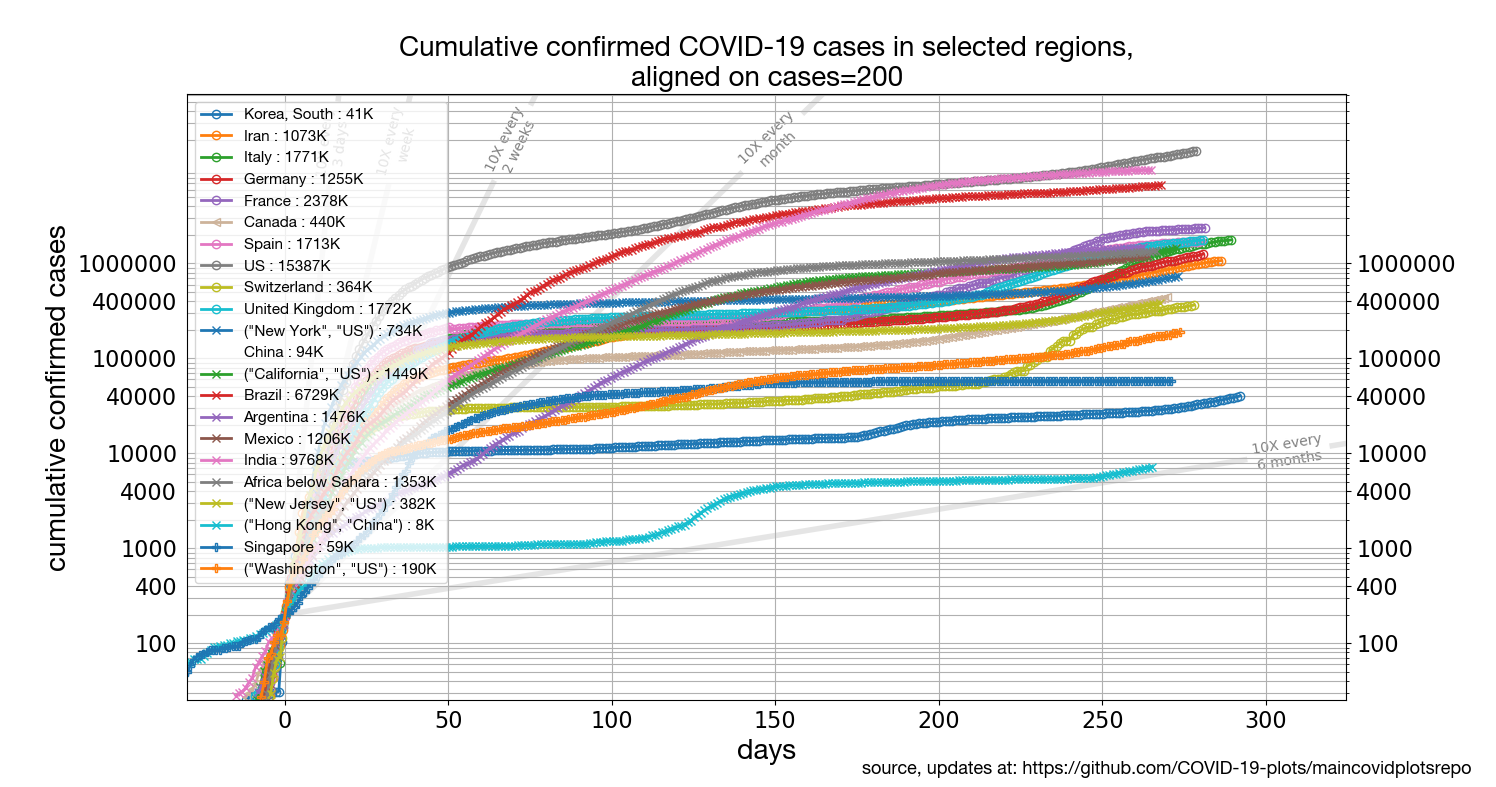 Cumulative confirmed COVID-19 cases in selected regions,
aligned on cases=200
cumulative confirmed cases
1000000
400000
100000
40000
10000
4000
1000
400
100
Korea, South : 41K
Iran : 1073K
Italy : 1771K
Germany : 1255K
France : 2378K
Canada : 440K
Spain : 1713K
US : 15387K
Switzerland : 364K
United Kingdom : 1772K
("New York", "US") : 734K
China : 94K
("California", "US") : 1449K
Brazil : 6729K
Argentina : 1476K
Mexico : 1206K
India : 9768K
Africa below Sahara : 1353K
("New Jersey", "US") : 382K
("Hong Kong", "China") : 8K
Singapore : 59K
("Washington", "US") : 190K
3 days
10X every
week
10X every
2 weeks
10X every
month
10X every
6 months
1000000
400000
100000
40000
10000
4000
1000
400
100
0
50
100
150
200
250
300
days
source, updates at: https://github.com/COVID-19-plots/maincovidplotsrepo